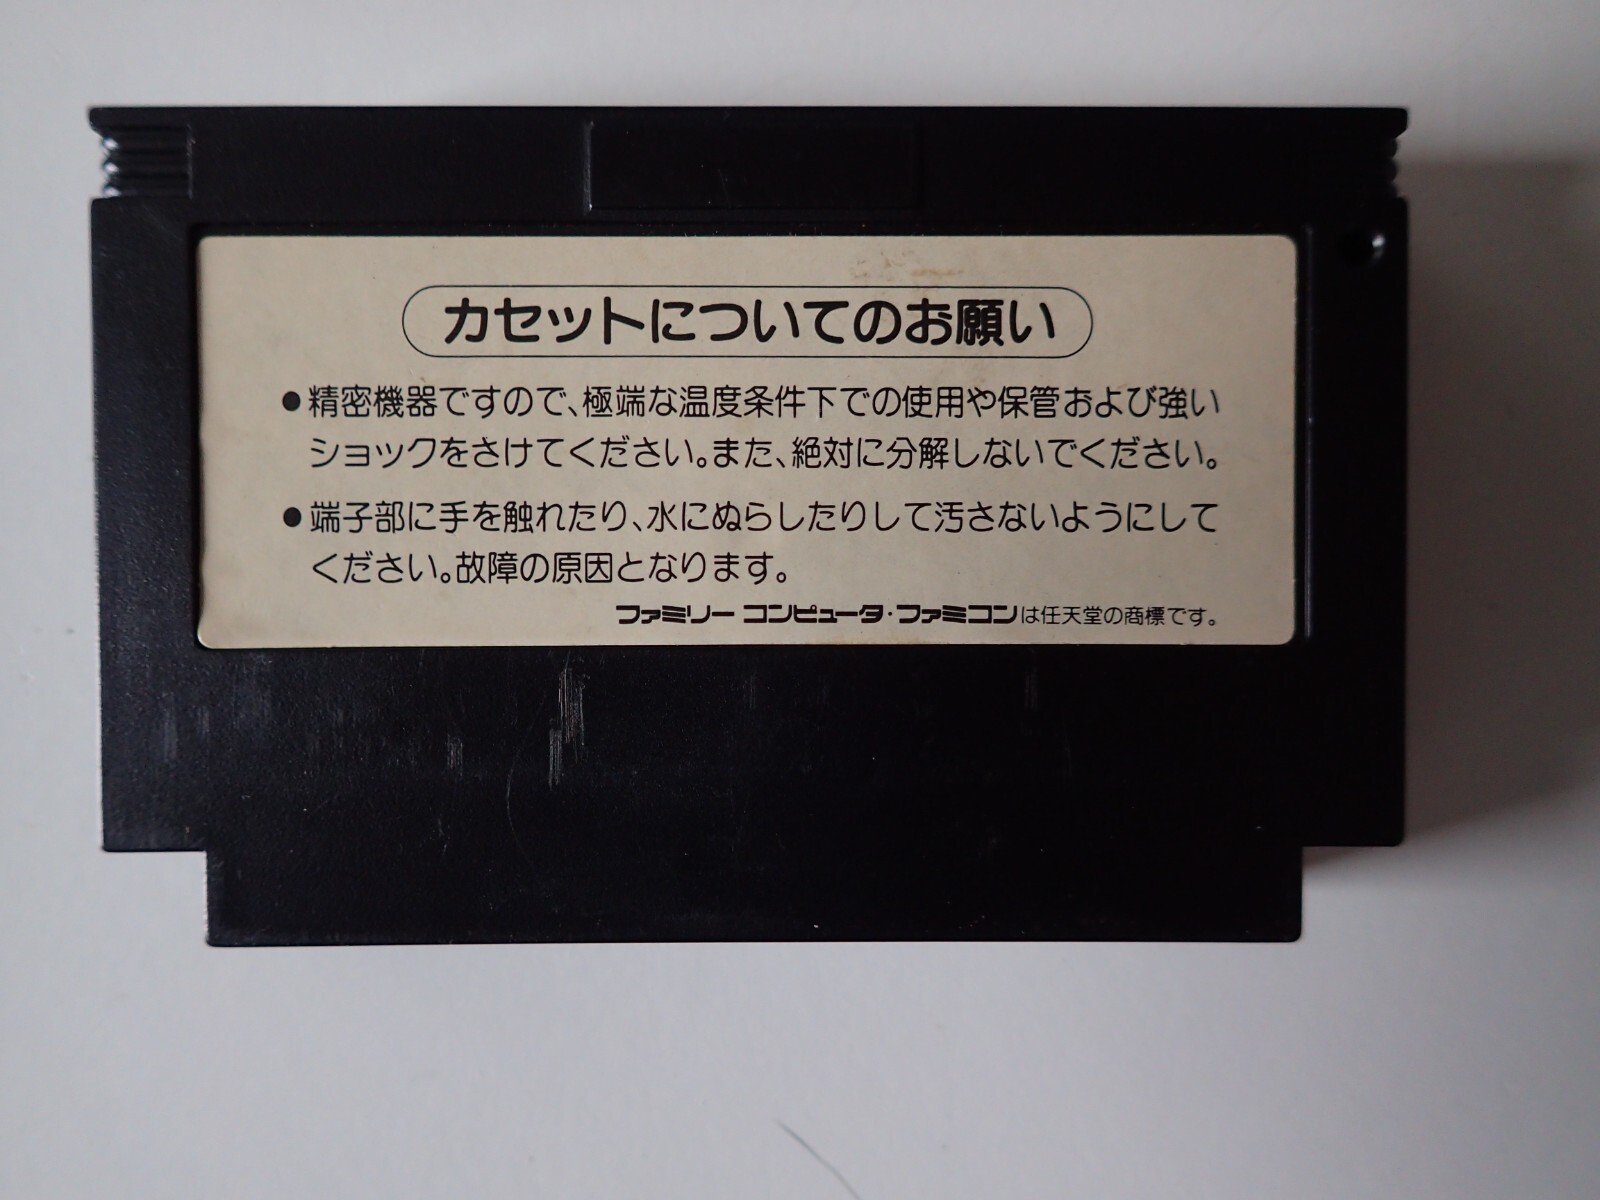 カセットについてのお願い
●精密機器ですので、極端な温度条件下での使用や保管および強い
ショックをさけてください。また、絶対に分解しないでください。
●端子部に手を触れたり、水にぬらしたりして汚さないようにして
ください。故障の原因となります。
ファミリー コンピュータ・ファミコンは任天堂の商標です。